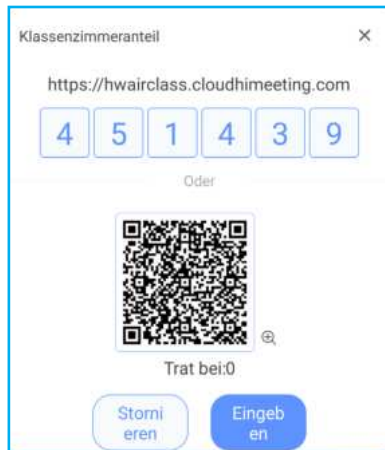 Klassenzimmeranteil
https://hwairclass.cloudhimeeting.com
4 5 1 4 3 9
Oder
Trat bei:0
Storni
eren
Eingeb
en